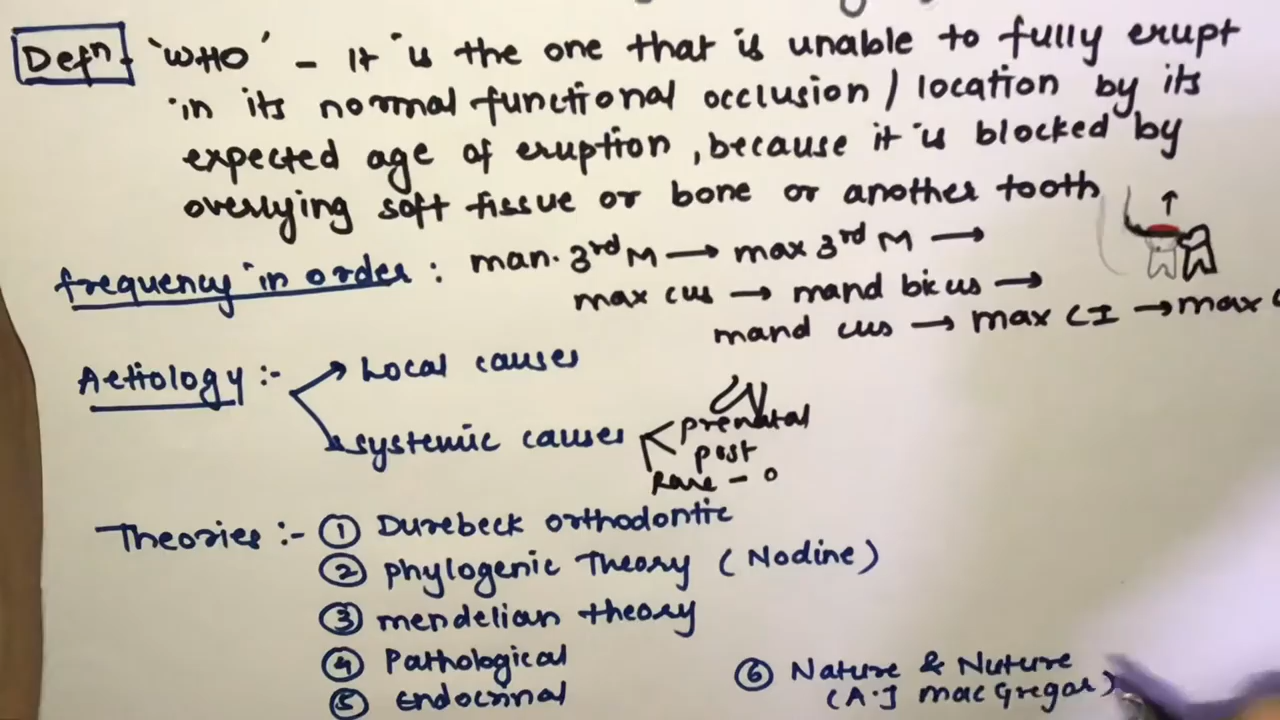 Defn - 'WHO' - It is the one that is unable to fully erupt
in its normal functional occlusion / location by its
expected age of eruption, because it is blocked by
overlying soft tissue or bone or another tooth
frequency in order : man. 3rd M → max 3rd M →
max cus → mand bicus →
mand cus → max CI → max
Aetiology :- → Local causes
systemic causes
prenatal
post
Rare -
Theories :- ① Durebeck orthodontic
② phylogenic Theory (Nodine)
③ mendelian theory
④ Pathological
⑤ Endocrinal
⑥ Nature & Nuture
(A.J mac Gregar)